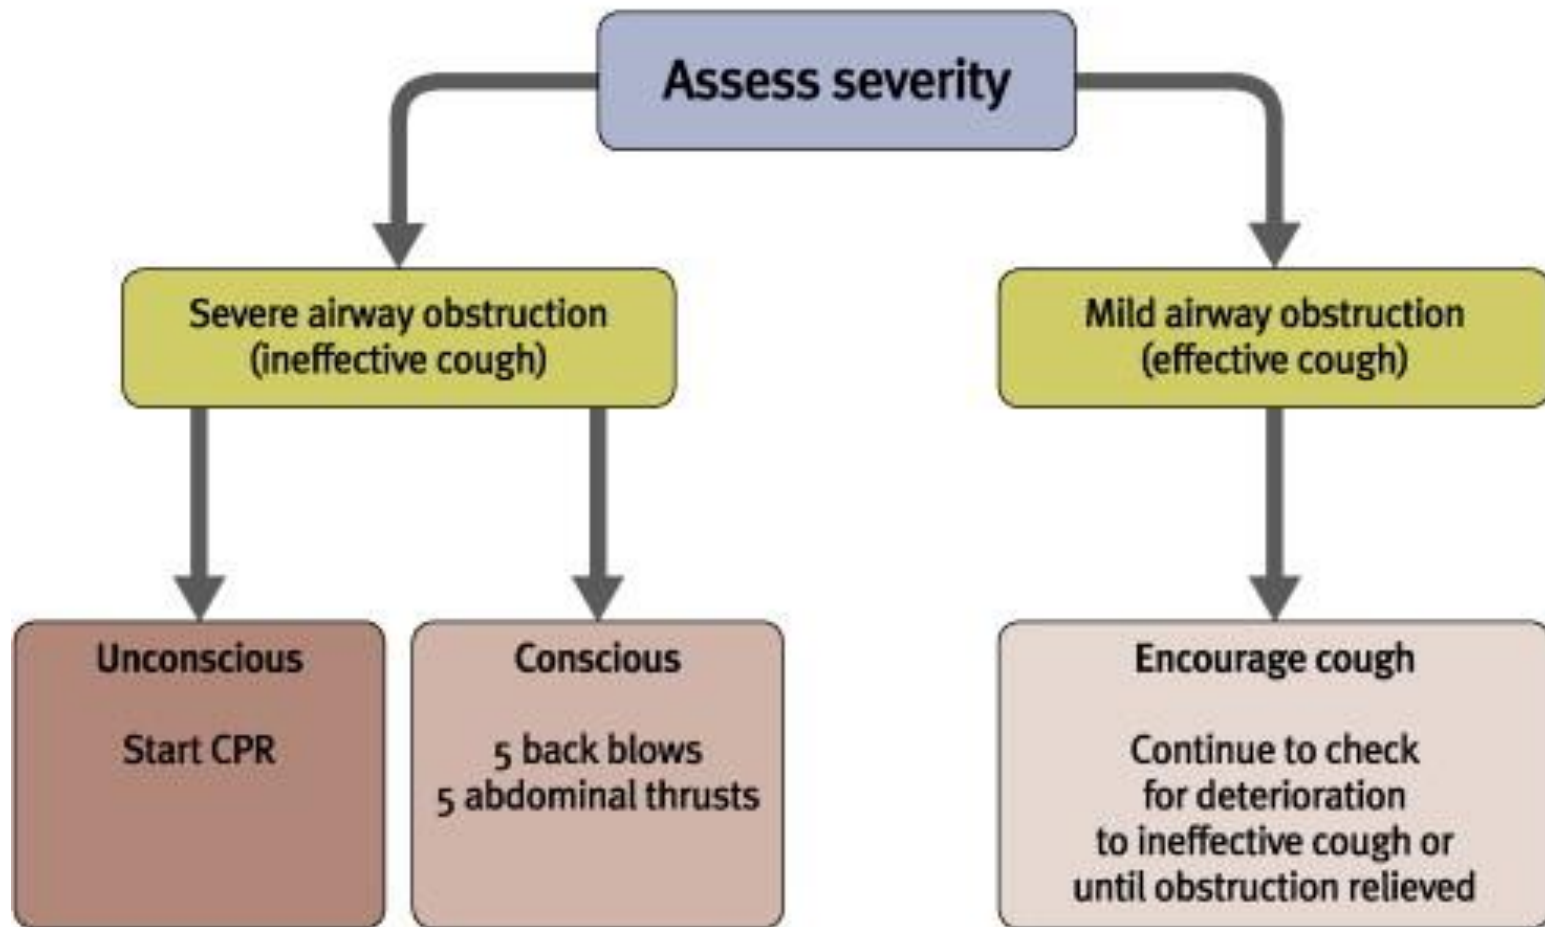 Assess severity
Severe airway obstruction
(ineffective cough)
Mild airway obstruction
(effective cough)
Unconscious
Start CPR
Conscious
5 back blows
5 abdominal thrusts
Encourage cough
Continue to check
for deterioration
to ineffective cough or
until obstruction relieved